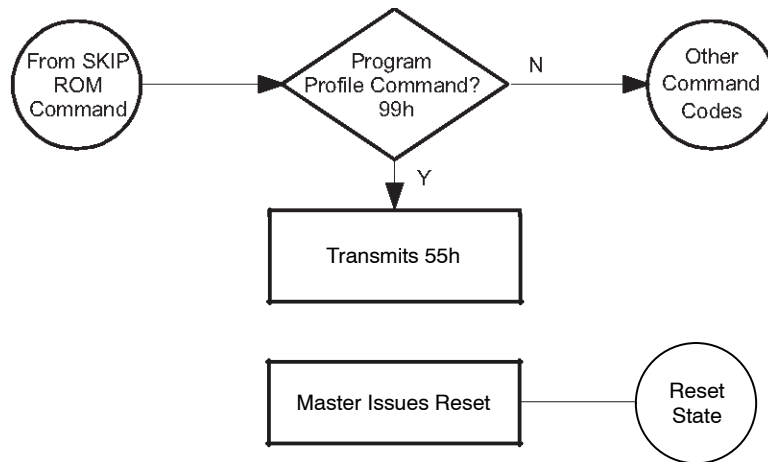 From SKIP
ROM
Command
Program
Profile Command?
99h
N
Other
Command
Codes
Y
Transmits 55h
Master Issues Reset
Reset
State